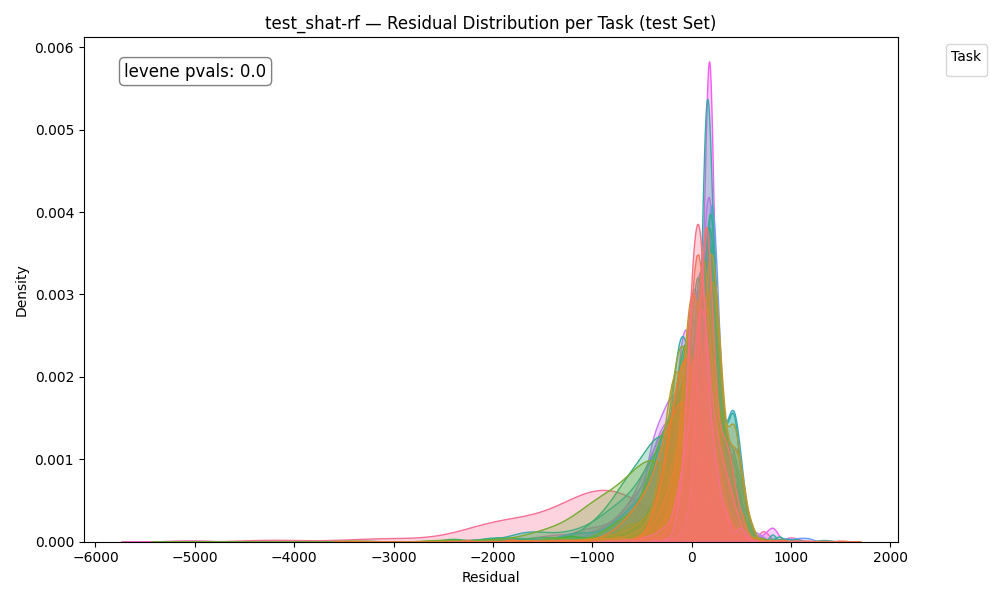 test_shat-rf — Residual Distribution per Task (test Set)
levene pvals: 0.0
Task
Density
0.006
0.005
0.004
0.003
0.002
0.001
0.000
−6000 −5000 −4000 −3000 −2000 −1000 0 1000 2000
Residual